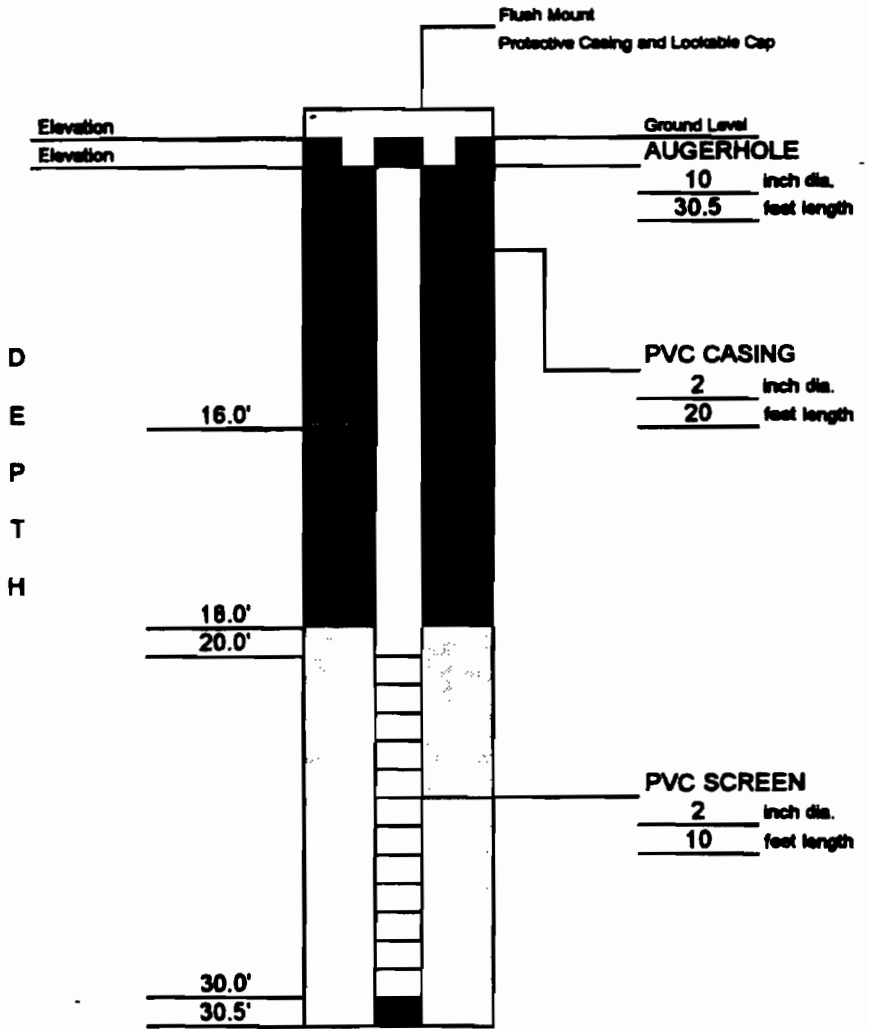 Flush Mount
Protective Casing and Lockable Cap
Elevation
Ground Level
Elevation
AUGERHOLE
10 inch dia.
30.5 feet length
D
E
P
T
H
PVC CASING
2 inch dia.
20 feet length
16.0'
18.0'
20.0'
PVC SCREEN
2 inch dia.
10 feet length
30.0'
30.5'